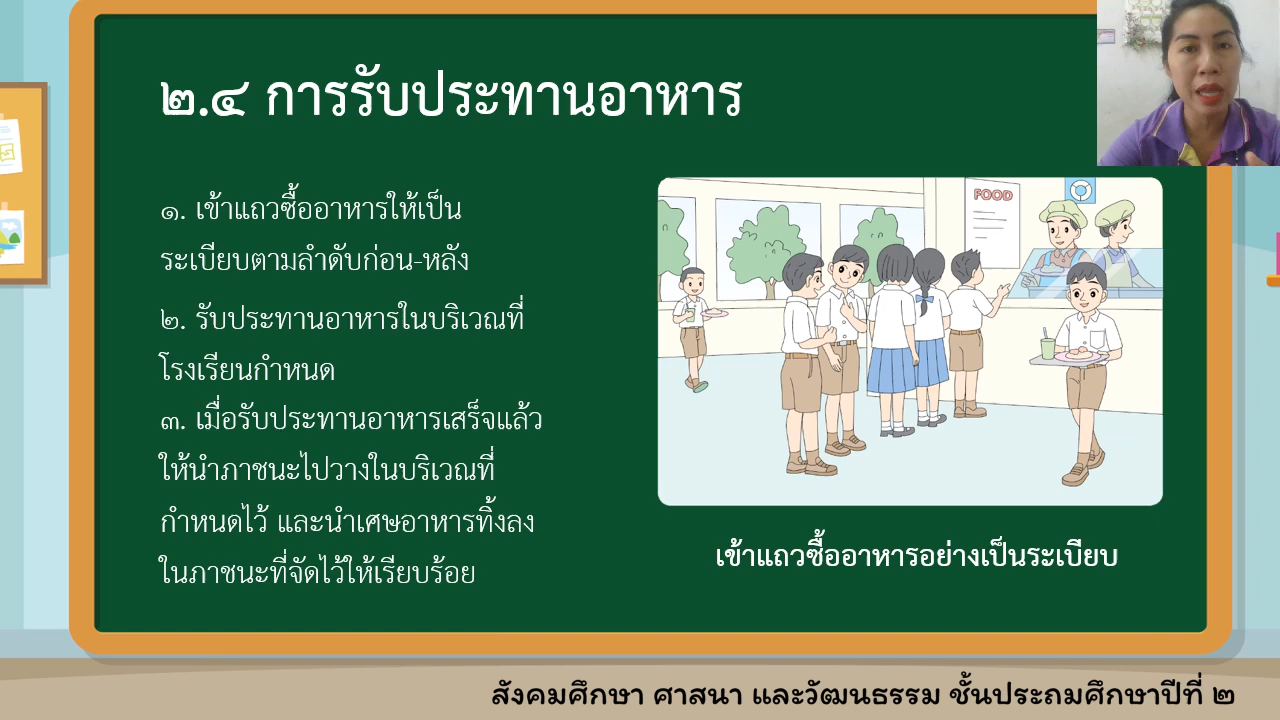 ๒.๔ การรับประทานอาหาร
๑. เข้าแถวซื้ออาหารให้เป็น
ระเบียบตามลำดับก่อน-หลัง
๒. รับประทานอาหารในบริเวณที่
โรงเรียนกำหนด
๓. เมื่อรับประทานอาหารเสร็จแล้ว
ให้นำภาชนะไปวางในบริเวณที่
กำหนดไว้ และนำเศษอาหารทิ้งลง
ในภาชนะที่จัดไว้ให้เรียบร้อย
FOOD
เข้าแถวซื้ออาหารอย่างเป็นระเบียบ
สังคมศึกษา ศาสนา และวัฒนธรรม ชั้นประถมศึกษาปีที่ ๒